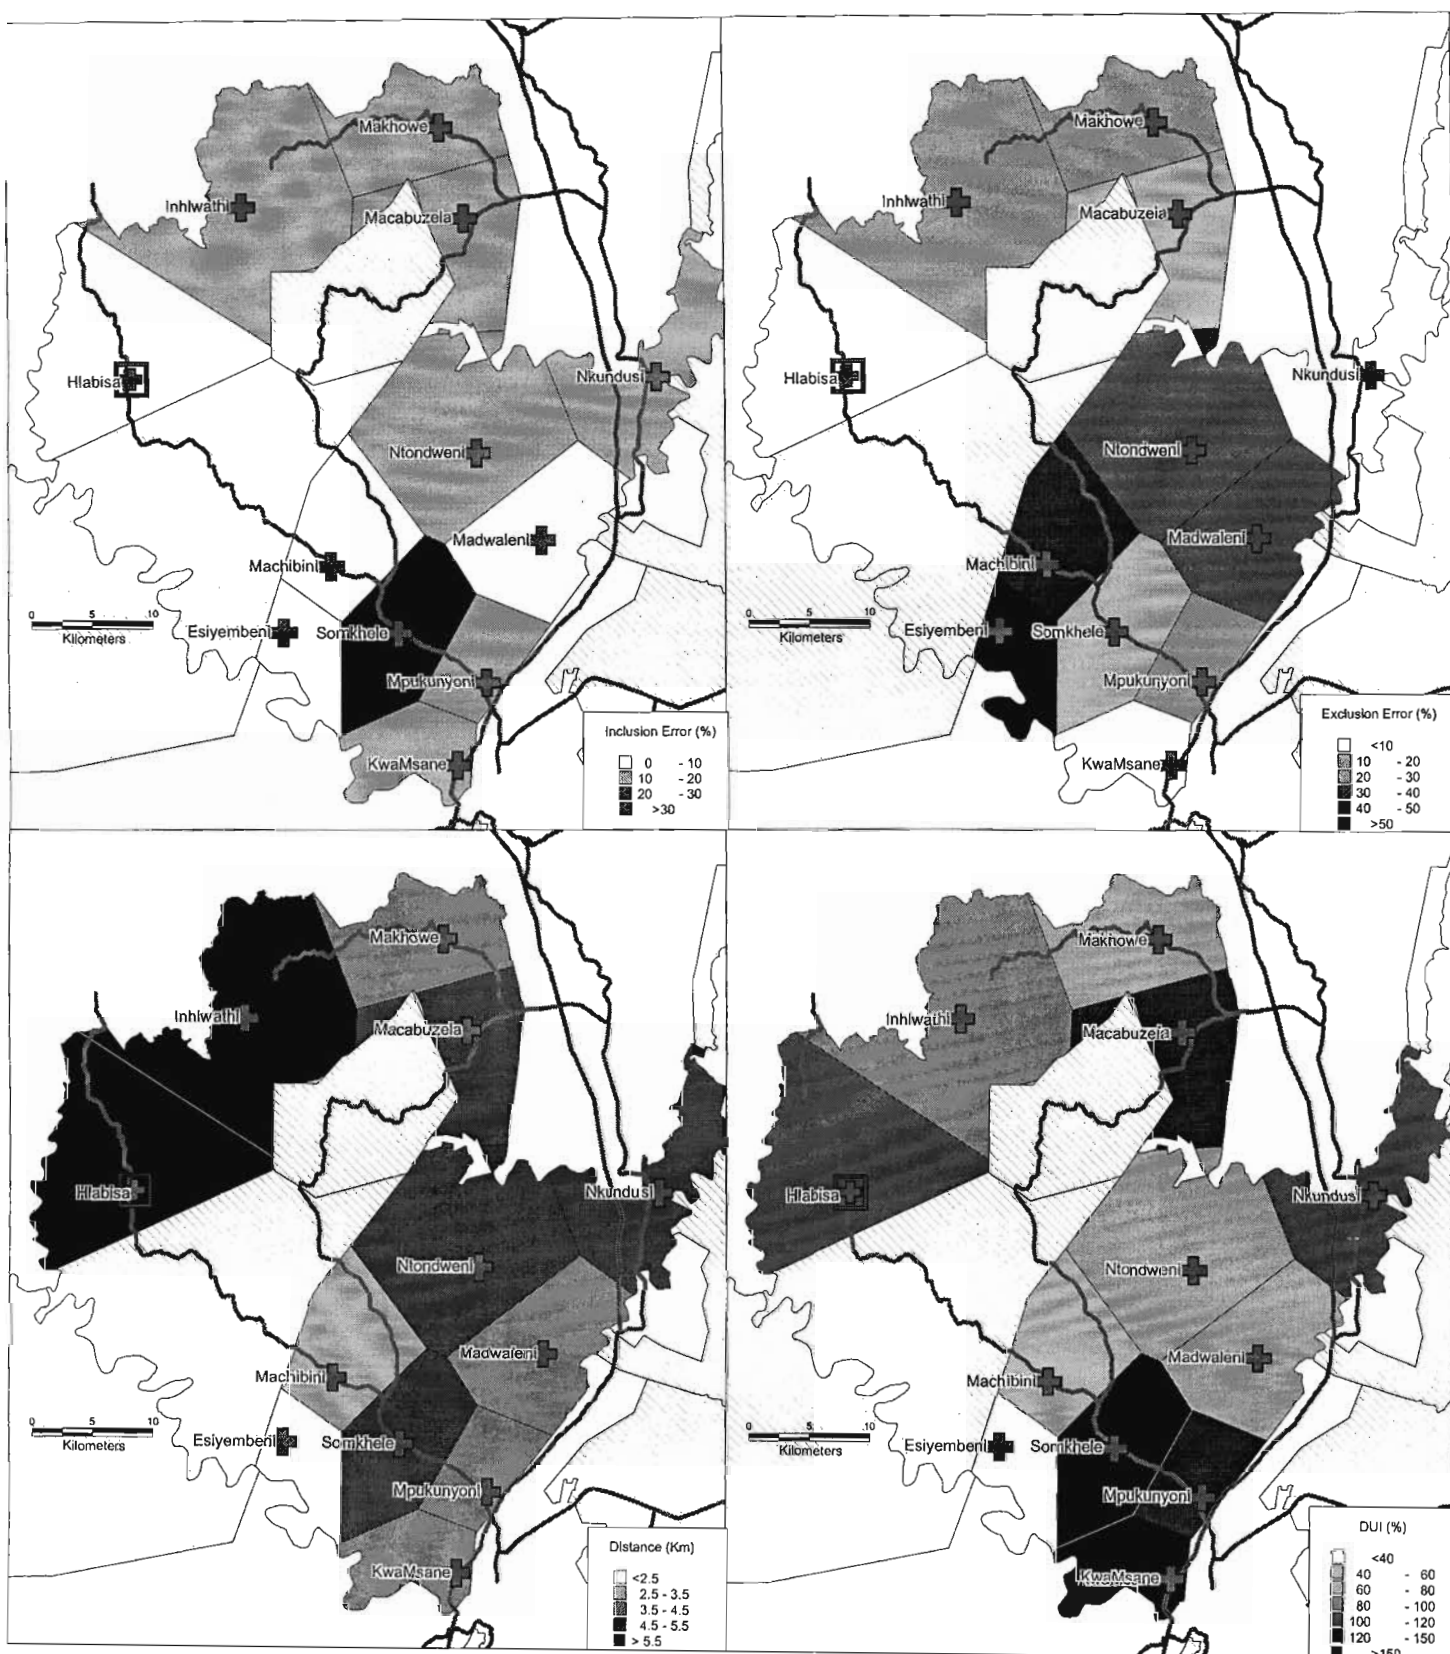 Makhowe
Inhlwathi
Macabuzela
Hlabisa
Nkundusi
Ntondweni
Madwaleni
Machibini
0 5 10
Kilometers
Esiyembeni
Somkhele
Mpukunyoni
KwaMsane
Inclusion Error (%)
0 - 10
10 - 20
20 - 30
>30
Makhowe
Inhlwathi
Macabuzela
Hlabisa
Nkundusi
Ntondweni
Madwaleni
Machibini
0 5 10
Kilometers
Esiyembeni
Somkhele
Mpukunyoni
KwaMsane
Exclusion Error (%)
<10
10 - 20
20 - 30
30 - 40
40 - 50
>50
Makhowe
Inhlwathi
Macabuzela
Hlabisa
Nkundusi
Ntondweni
Madwaleni
Machibini
0 5 10
Kilometers
Esiyembeni
Somkhele
Mpukunyoni
KwaMsane
Distance (Km)
<2.5
2.5 - 3.5
3.5 - 4.5
4.5 - 5.5
> 5.5
Makhowe
Inhlwathi
Macabuzela
Hlabisa
Nkundusi
Ntondweni
Madwaleni
Machibini
0 5 10
Kilometers
Esiyembeni
Somkhele
Mpukunyoni
KwaMsane
DUI (%)
<40
40 - 60
60 - 80
80 - 100
100 - 120
120 - 150
>150